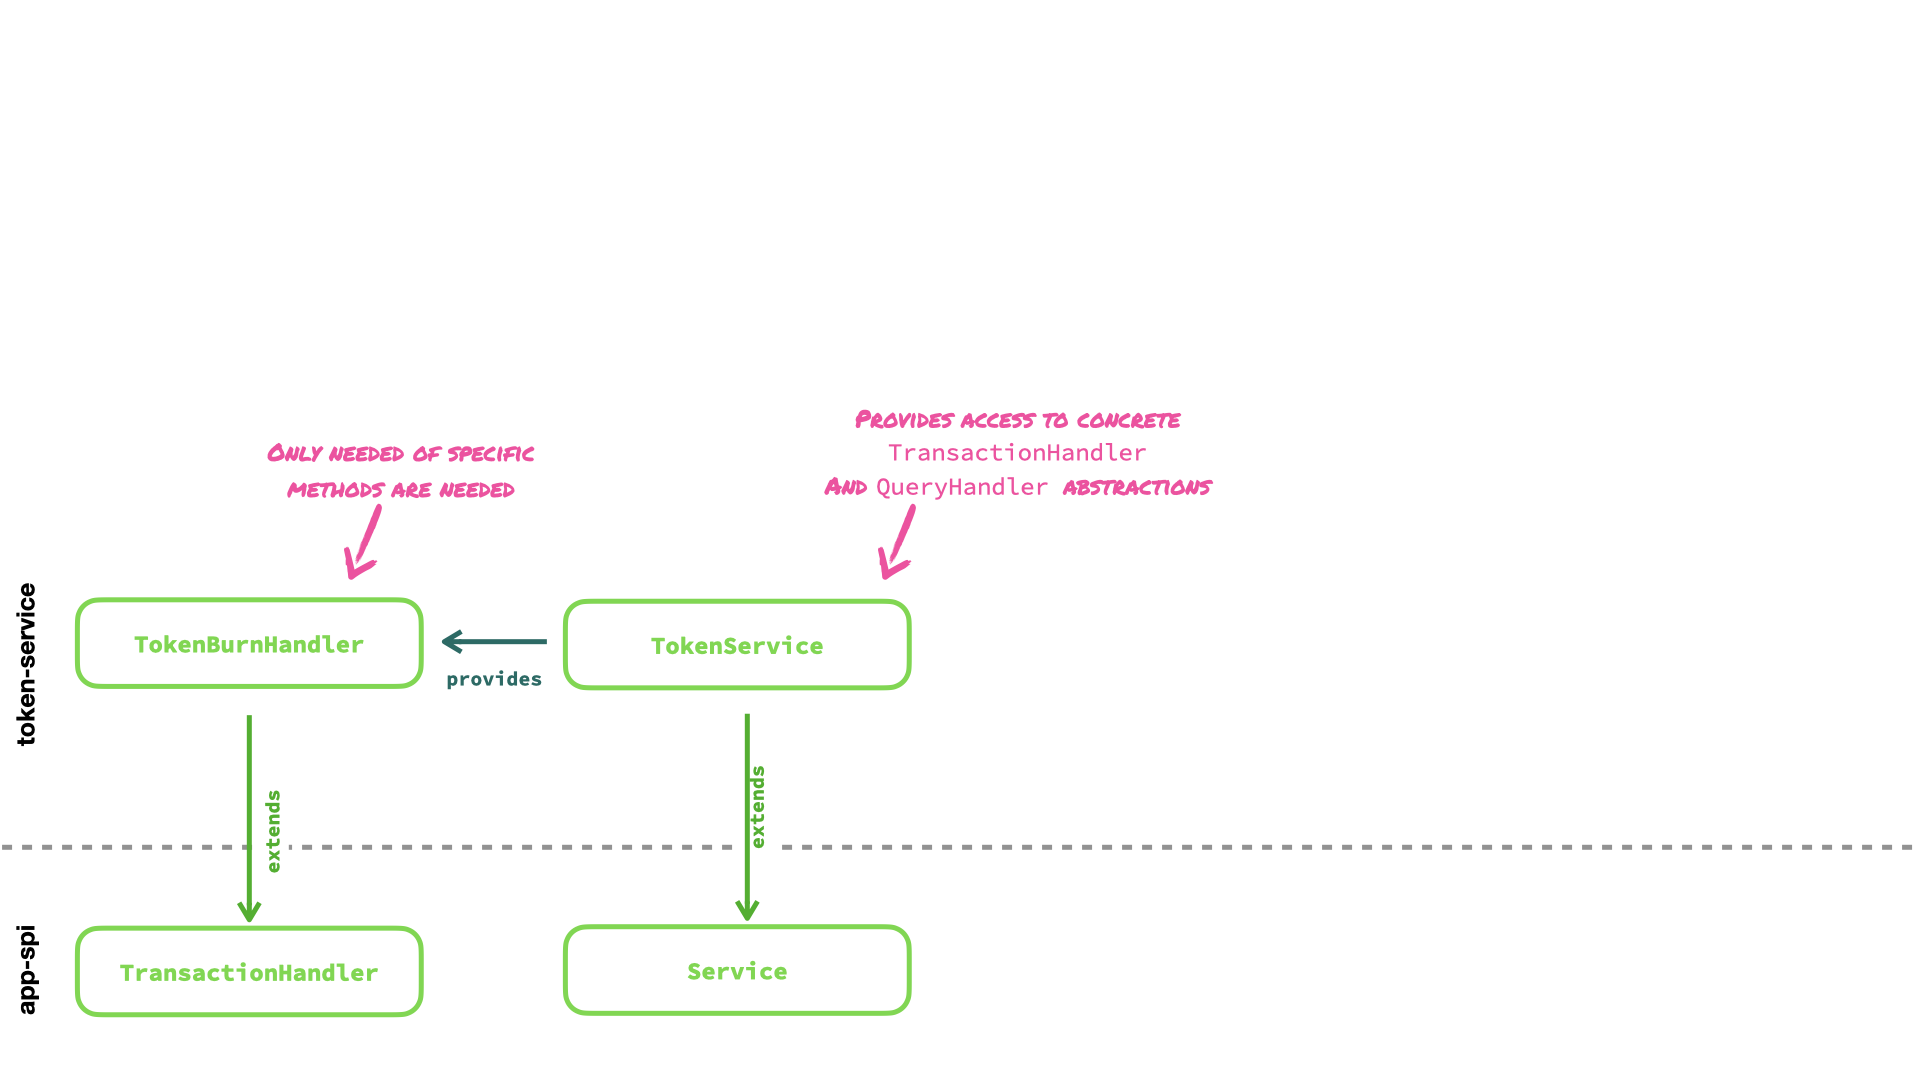 Provides access to concrete
TransactionHandler
And QueryHandler abstractions
Only needed of specific
methods are needed
token-service
TokenBurnHandler
provides
TokenService
extends
extends
app-spi
TransactionHandler
Service